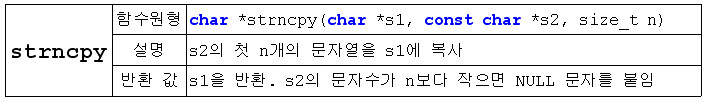 strncpy
함수원형 char *strncpy(char *s1, const char *s2, size_t n)
설명 s2의 첫 n개의 문자열을 s1에 복사
반환 값 s1을 반환. s2의 문자수가 n보다 작으면 NULL 문자를 붙임